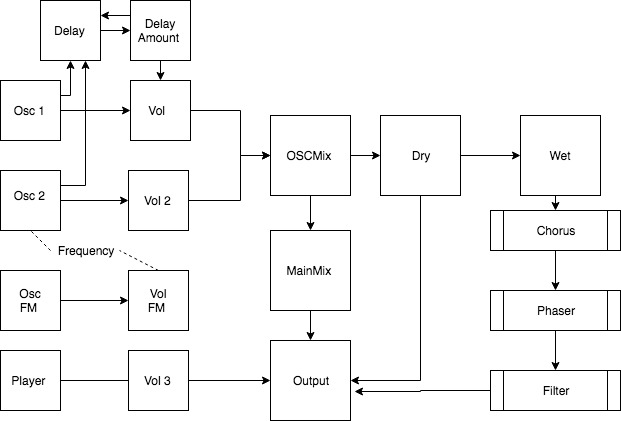 Delay
Delay
Amount
Osc 1
Vol
OSCMix
Dry
Wet
Osc 2
Vol 2
Chorus
Frequency
MainMix
Osc
FM
Vol
FM
Phaser
Player
Vol 3
Output
Filter